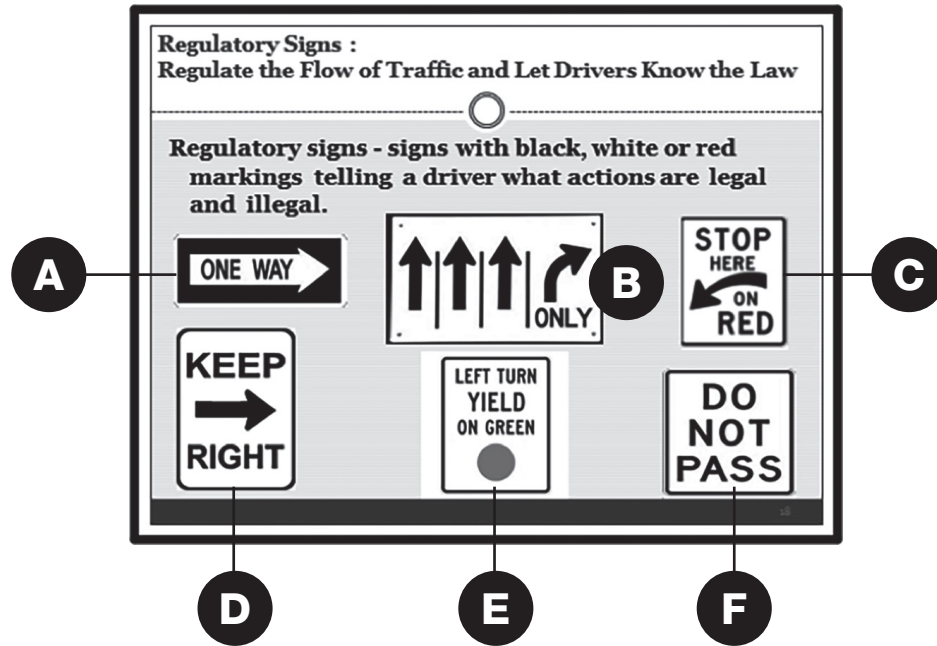 Regulatory Signs :
Regulate the Flow of Traffic and Let Drivers Know the Law
Regulatory signs - signs with black, white or red
markings telling a driver what actions are legal
and illegal.
A
ONE WAY
ONLY
B
STOP
HERE
ON
RED
C
KEEP
RIGHT
LEFT TURN
YIELD
ON GREEN
DO
NOT
PASS
18
D
E
F